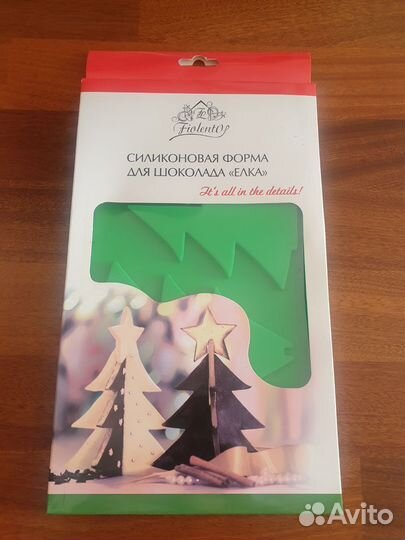 Fiolento
СИЛИКОНОВАЯ ФОРМА
ДЛЯ ШОКОЛАДА «ЕЛКА»
It's all in the details!
Avito